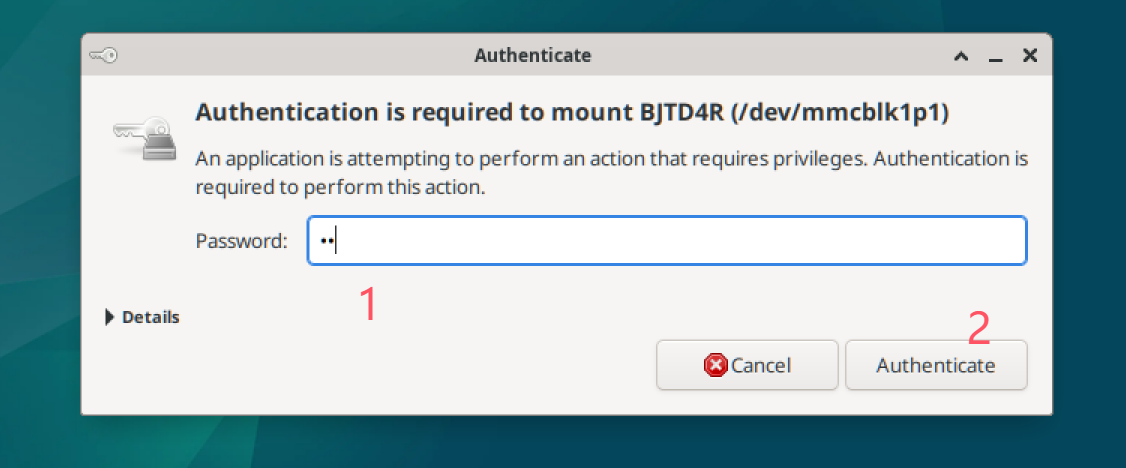 Authenticate
Authentication is required to mount BJTD4R (/dev/mmcblk1p1)
An application is attempting to perform an action that requires privileges. Authentication is
required to perform this action.
Password: ••
1
Details
2
Cancel
Authenticate